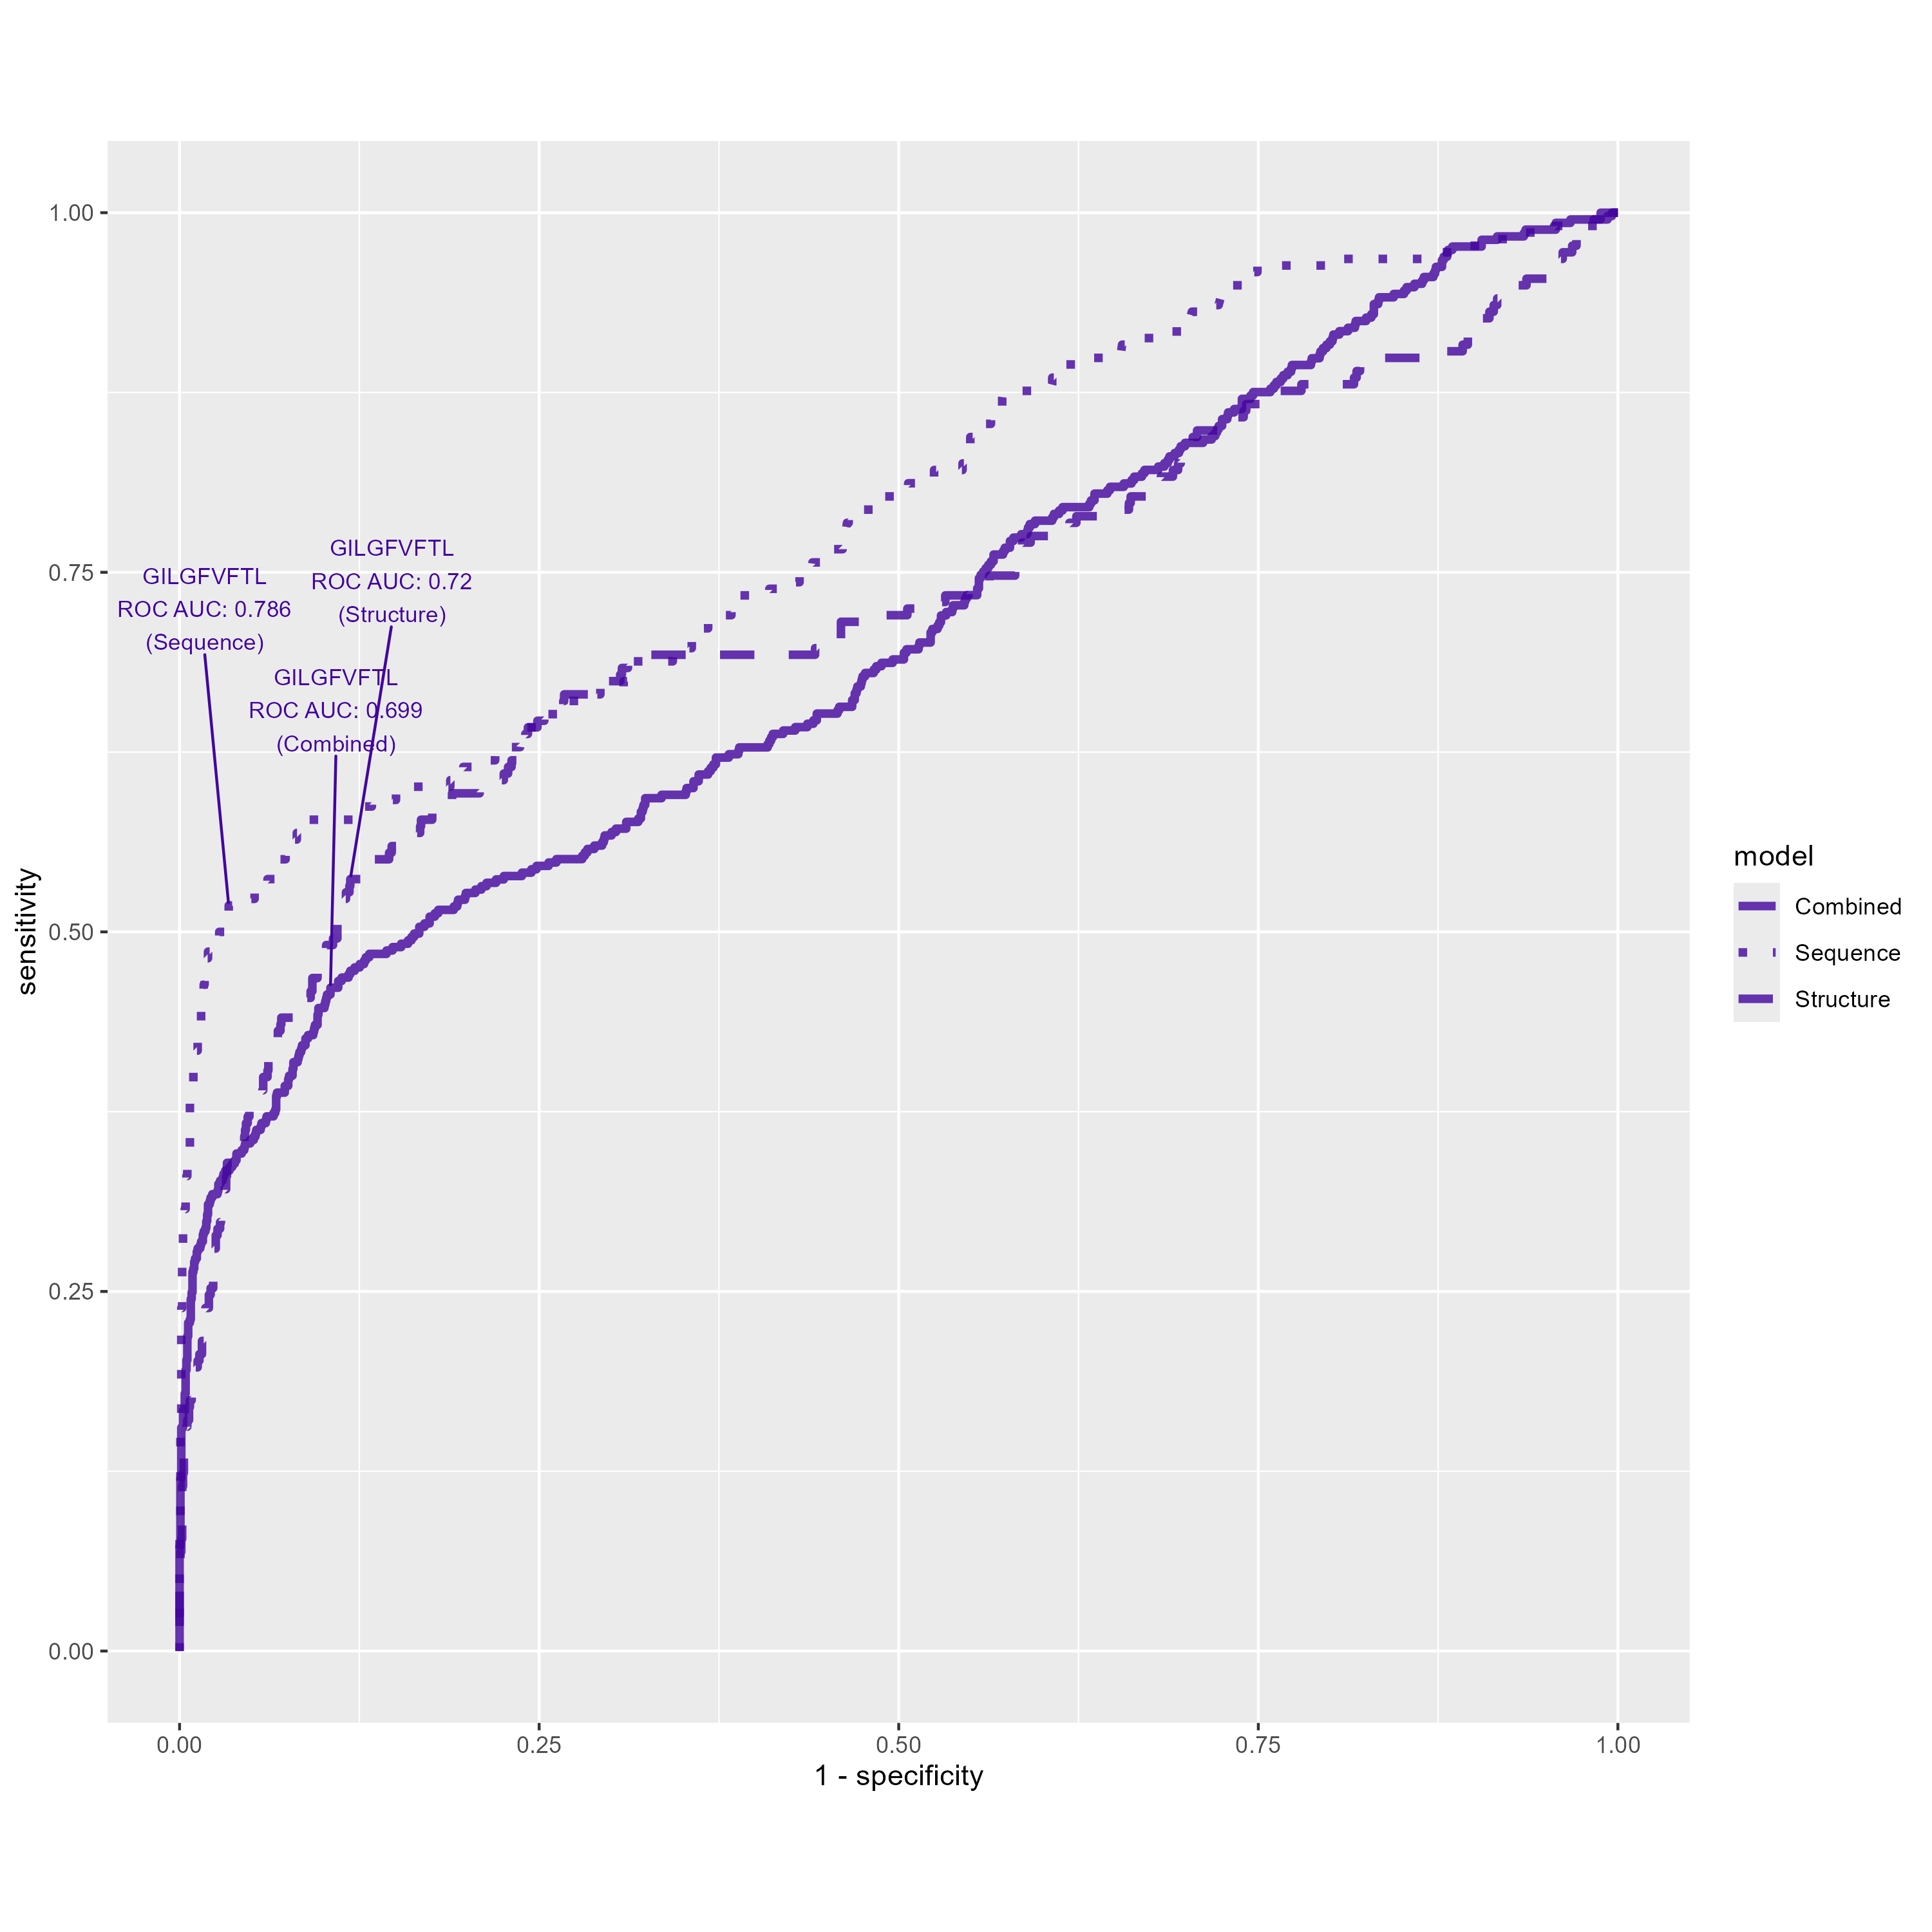 1.00
0.75
0.50
0.25
0.00
sensitivity
GILGFVFTL
ROC AUC: 0.786
(Sequence)
GILGFVFTL
ROC AUC: 0.72
(Structure)
GILGFVFTL
ROC AUC: 0.699
(Combined)
0.00
0.25
0.50
0.75
1.00
1 - specificity
model
Combined
Sequence
Structure